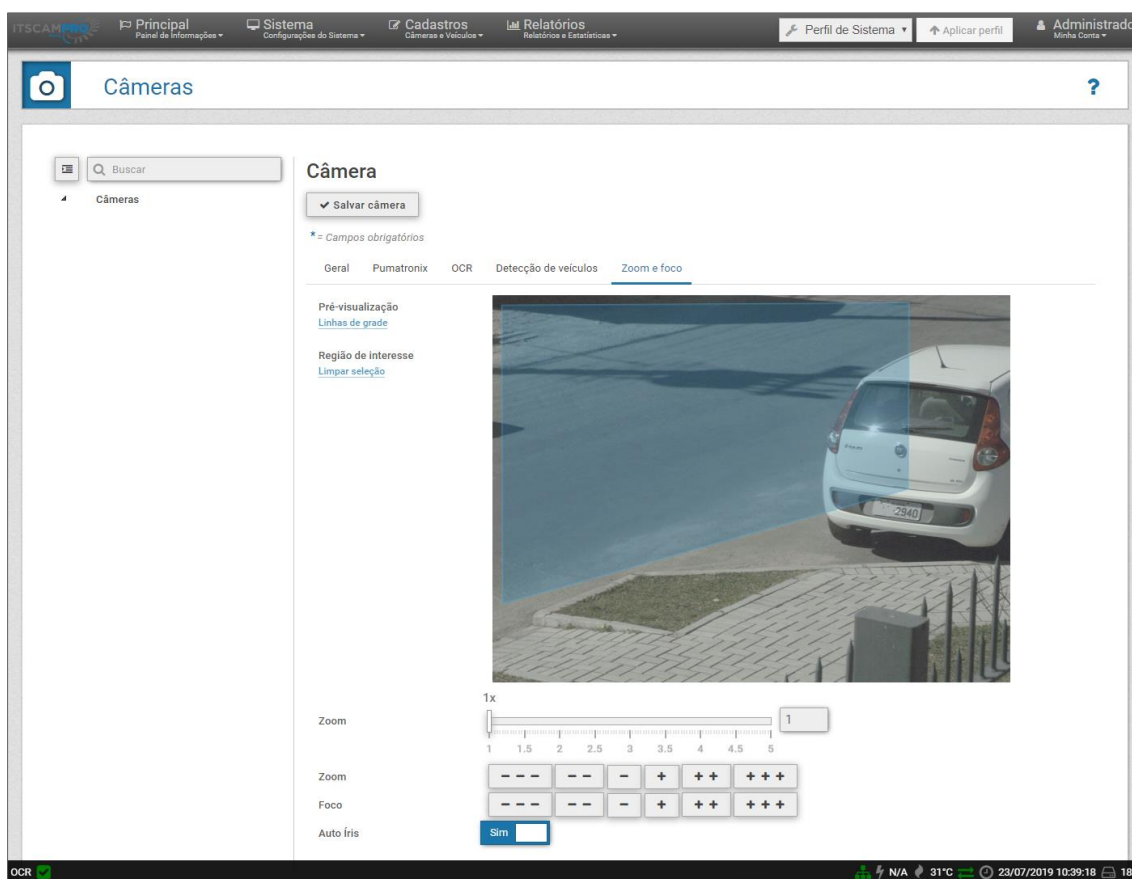 ITSCAMPRO Principal Sistema Cadastros Relatórios Perfil de Sistema Aplicar perfil Administrado
Painel de Informações Configurações do Sistema Câmeras e Veículos Relatórios e Estatísticas Minha Conta
Câmeras ?
Buscar
Câmeras
Câmera
Salvar câmera
* = Campos obrigatórios
Geral Pumatronix OCR Detecção de veículos Zoom e foco
Pré-visualização
Linhas de grade
Região de interesse
Limpar seleção
2940
1x
Zoom 1
1 1.5 2 2.5 3 3.5 4 4.5 5
Zoom - - - - - - + + + + + +
Foco - - - - - - + + + + + +
Auto Íris Sim
OCR N/A 31°C 23/07/2019 10:39:18 18